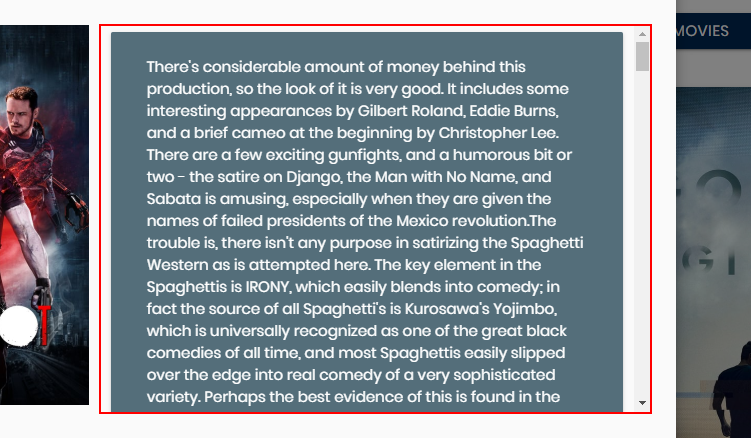 There's considerable amount of money behind this
production, so the look of it is very good. It includes some
interesting appearances by Gilbert Roland, Eddie Burns,
and a brief cameo at the beginning by Christopher Lee.
There are a few exciting gunfights, and a humorous bit or
two - the satire on Django, the Man with No Name, and
Sabata is amusing, especially when they are given the
names of failed presidents of the Mexico revolution.The
trouble is, there isn't any purpose in satirizing the Spaghetti
Western as is attempted here. The key element in the
Spaghettis is IRONY, which easily blends into comedy; in
fact the source of all Spaghetti's is Kurosawa's Yojimbo,
which is universally recognized as one of the great black
comedies of all time, and most Spaghettis easily slipped
over the edge into real comedy of a very sophisticated
variety. Perhaps the best evidence of this is found in the
MOVIES